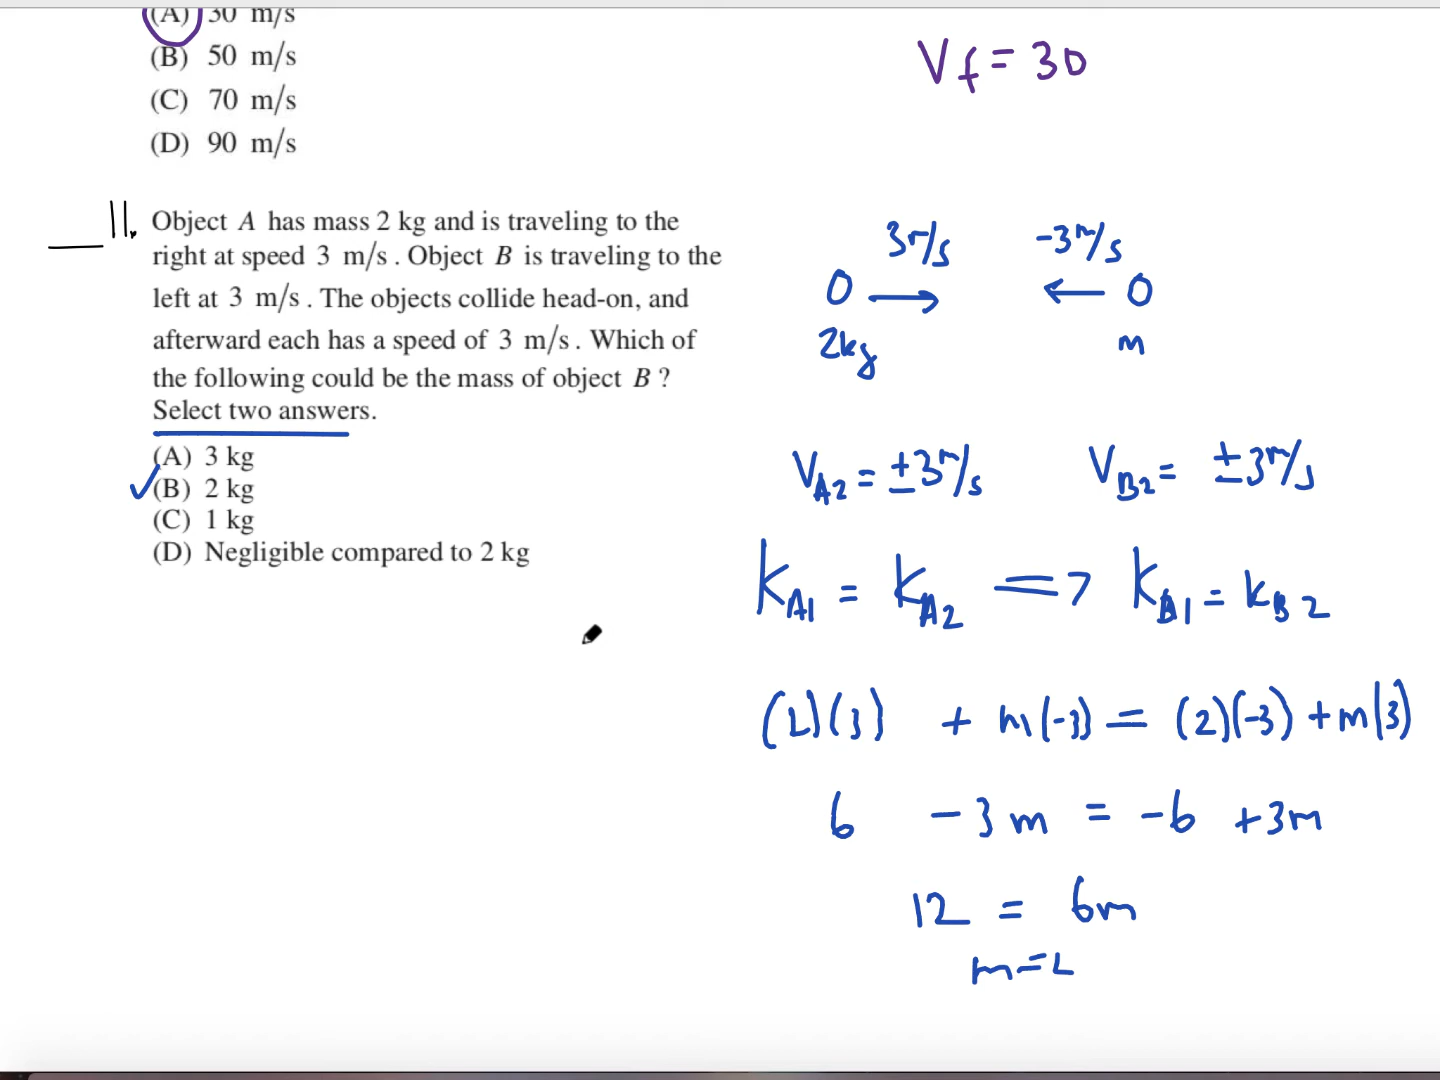 (A) 30 m/s
(B) 50 m/s
(C) 70 m/s
(D) 90 m/s
Vf = 30
11. Object A has mass 2 kg and is traveling to the
right at speed 3 m/s. Object B is traveling to the
left at 3 m/s. The objects collide head-on, and
afterward each has a speed of 3 m/s. Which of
the following could be the mass of object B?
Select two answers.
(A) 3 kg
(B) 2 kg
(C) 1 kg
(D) Negligible compared to 2 kg
3m/s -3m/s
2kg m
VA2 = ±3m/s VB2 = ±3m/s
KA1 = KA2 => KB1 = KB2
(2)(3) + m(-3) = (2)(-3) + m(3)
6 - 3m = -6 + 3m
12 = 6m
m = 2